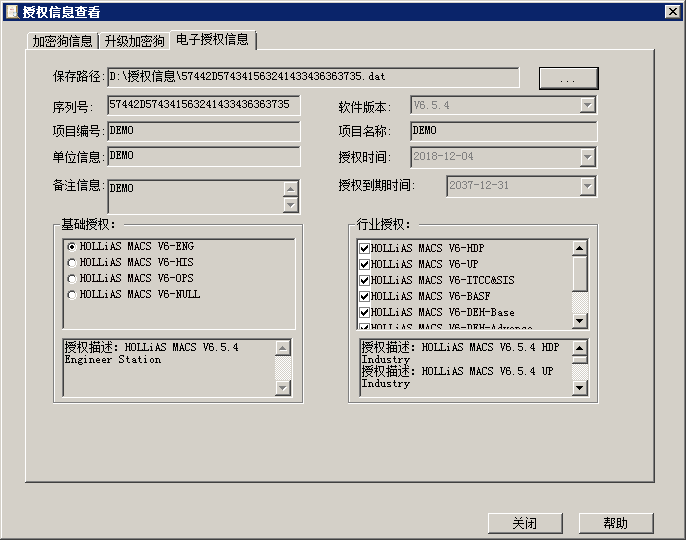 授权信息查看
加密狗信息 升级加密狗 电子授权信息
保存路径: D:\授权信息\57442D5743415632414334363637 35.dat ...
序列号: 57442D574341563241433436363735 软件版本: V6.5.4
项目编号: DEMO 项目名称: DEMO
单位信息: DEMO 授权时间: 2018-12-04
备注信息: DEMO 授权到期时间: 2037-12-31
基础授权: 行业授权:
HOLLiAS MACS V6-ENG
HOLLiAS MACS V6-HIS
HOLLiAS MACS V6-OPS
HOLLiAS MACS V6-NULL
HOLLiAS MACS V6-HDP
HOLLiAS MACS V6-UP
HOLLiAS MACS V6-ITCC&SIS
HOLLiAS MACS V6-BASF
HOLLiAS MACS V6-DEH-Base
HOLLiAS MACS V6-DEH-Advance
授权描述: HOLLiAS MACS V6.5.4
Engineer Station
授权描述: HOLLiAS MACS V6.5.4 HDP
Industry
授权描述: HOLLiAS MACS V6.5.4 UP
Industry
关闭 帮助